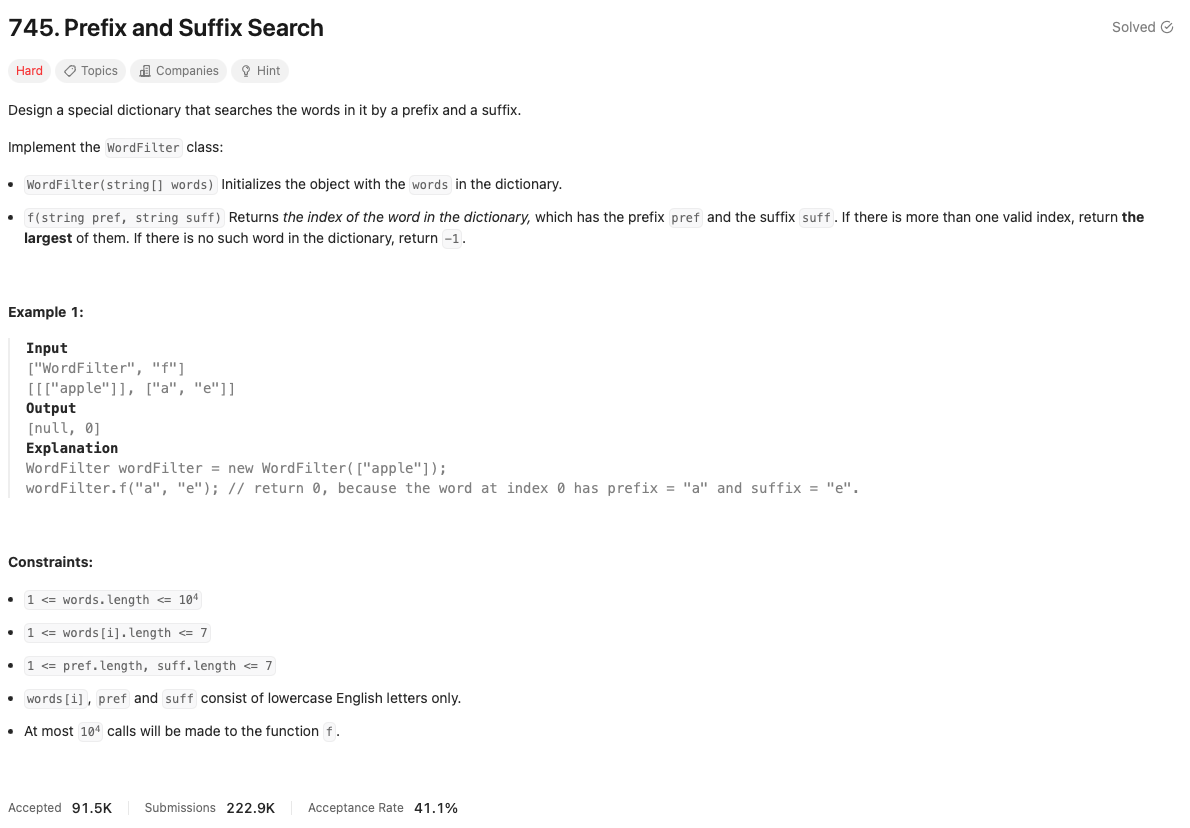 745. Prefix and Suffix Search
Solved
Hard Topics Companies Hint
Design a special dictionary that searches the words in it by a prefix and a suffix.
Implement the WordFilter class:
• WordFilter(string[] words) Initializes the object with the words in the dictionary.
• f(string pref, string suff) Returns the index of the word in the dictionary, which has the prefix pref and the suffix suff. If there is more than one valid index, return the
largest of them. If there is no such word in the dictionary, return -1.
Example 1:
Input
["WordFilter", "f"]
[[["apple"]], ["a", "e"]]
Output
[null, 0]
Explanation
WordFilter wordFilter = new WordFilter(["apple"]);
wordFilter.f("a", "e"); // return 0, because the word at index 0 has prefix = "a" and suffix = "e".
Constraints:
• 1 <= words.length <= 10⁴
• 1 <= words[i].length <= 7
• 1 <= pref.length, suff.length <= 7
• words[i], pref and suff consist of lowercase English letters only.
• At most 10⁴ calls will be made to the function f.
Accepted 91.5K Submissions 222.9K Acceptance Rate 41.1%